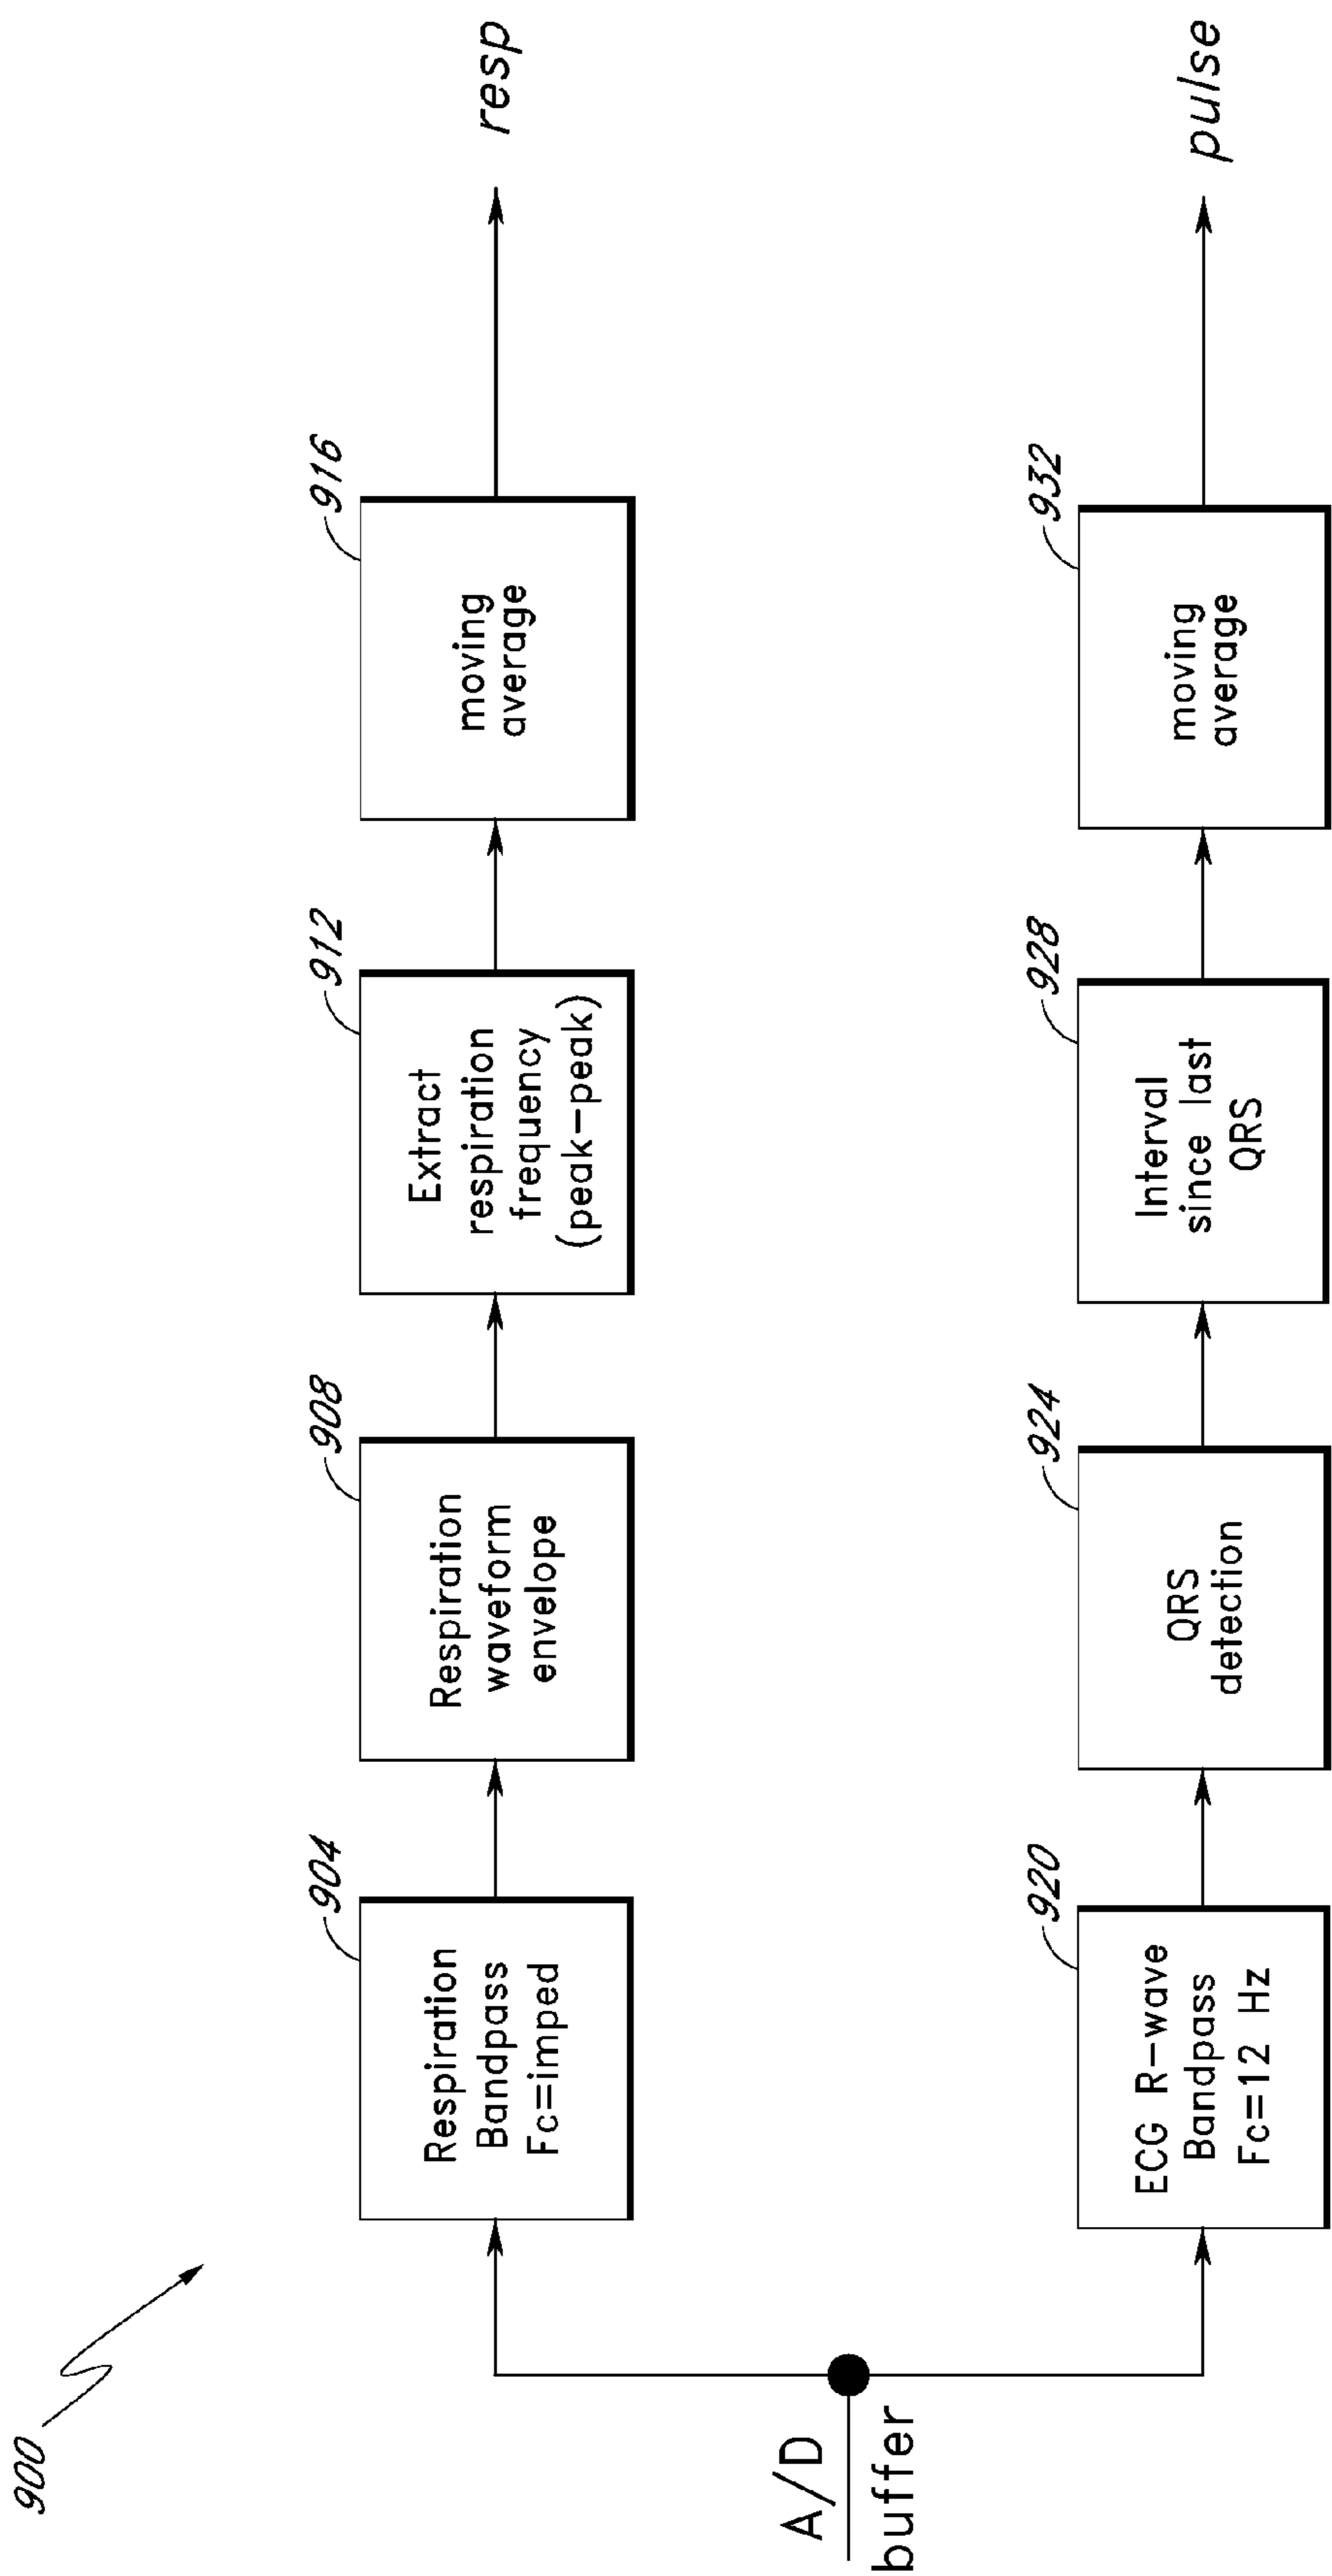 900
A/D
buffer
904
Respiration
Bandpass
Fc=imped
908
Respiration
waveform
envelope
912
Extract
respiration
frequency
(peak-peak)
916
moving
average
resp
920
ECG R-wave
Bandpass
Fc=12 Hz
924
QRS
detection
928
Interval
since last
QRS
932
moving
average
pulse